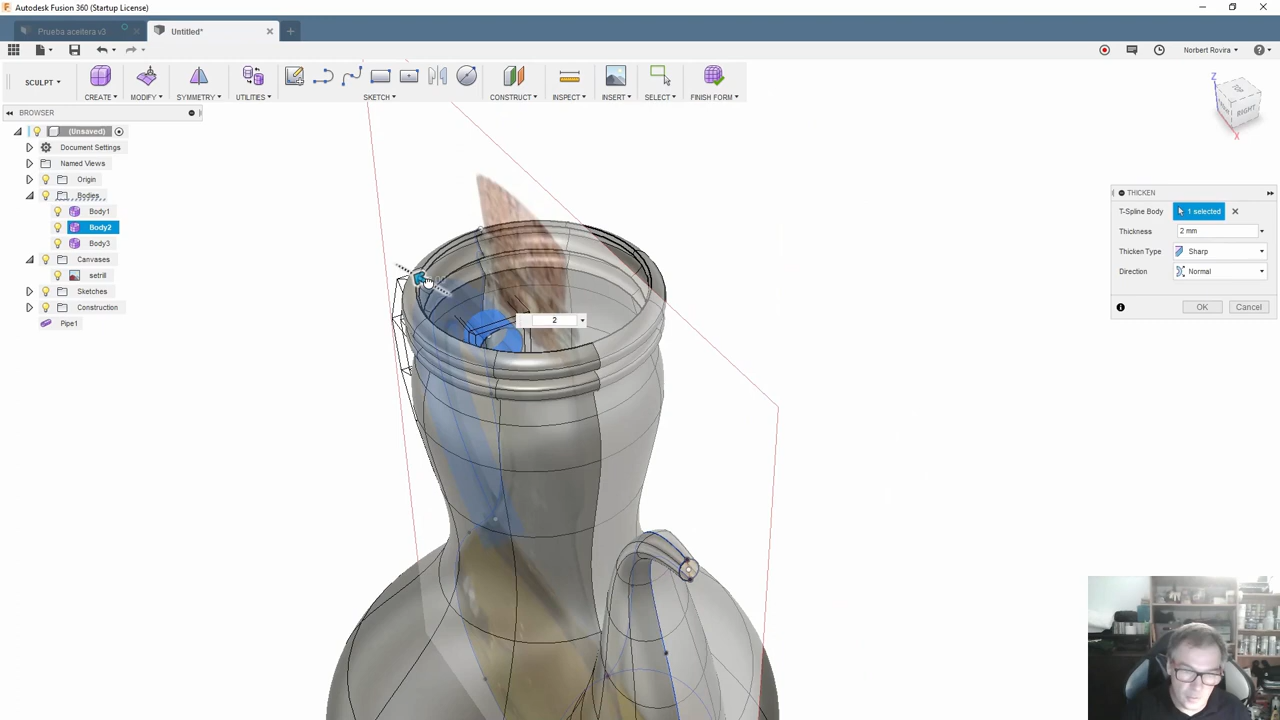 Autodesk Fusion 360 (Startup License)
Prueba aceitera v3
Untitled*
Norbert Rovira
SCULPT
CREATE
MODIFY
SYMMETRY
UTILITIES
SKETCH
CONSTRUCT
INSPECT
INSERT
SELECT
FINISH FORM
BROWSER
(Unsaved)
Document Settings
Named Views
Origin
Bodies
Body1
Body2
Body3
Canvases
setrill
Sketches
Construction
Pipe1
Z
RIGHT
X
THICKEN
T-Spline Body
1 selected
Thickness
2 mm
Thicken Type
Sharp
Direction
Normal
OK
Cancel
2